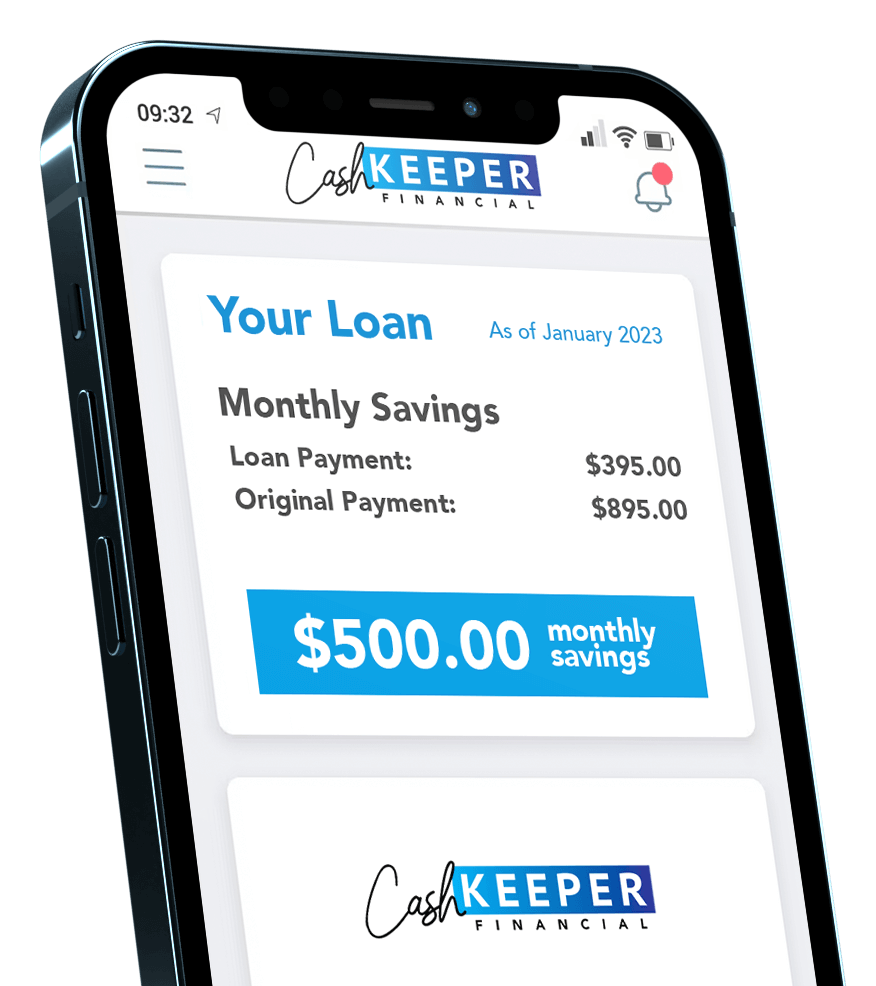 09:32
Cash KEEPER
FINANCIAL
Your Loan As of January 2023
Monthly Savings
Loan Payment: $395.00
Original Payment: $895.00
$500.00 monthly
savings
Cash KEEPER
FINANCIAL